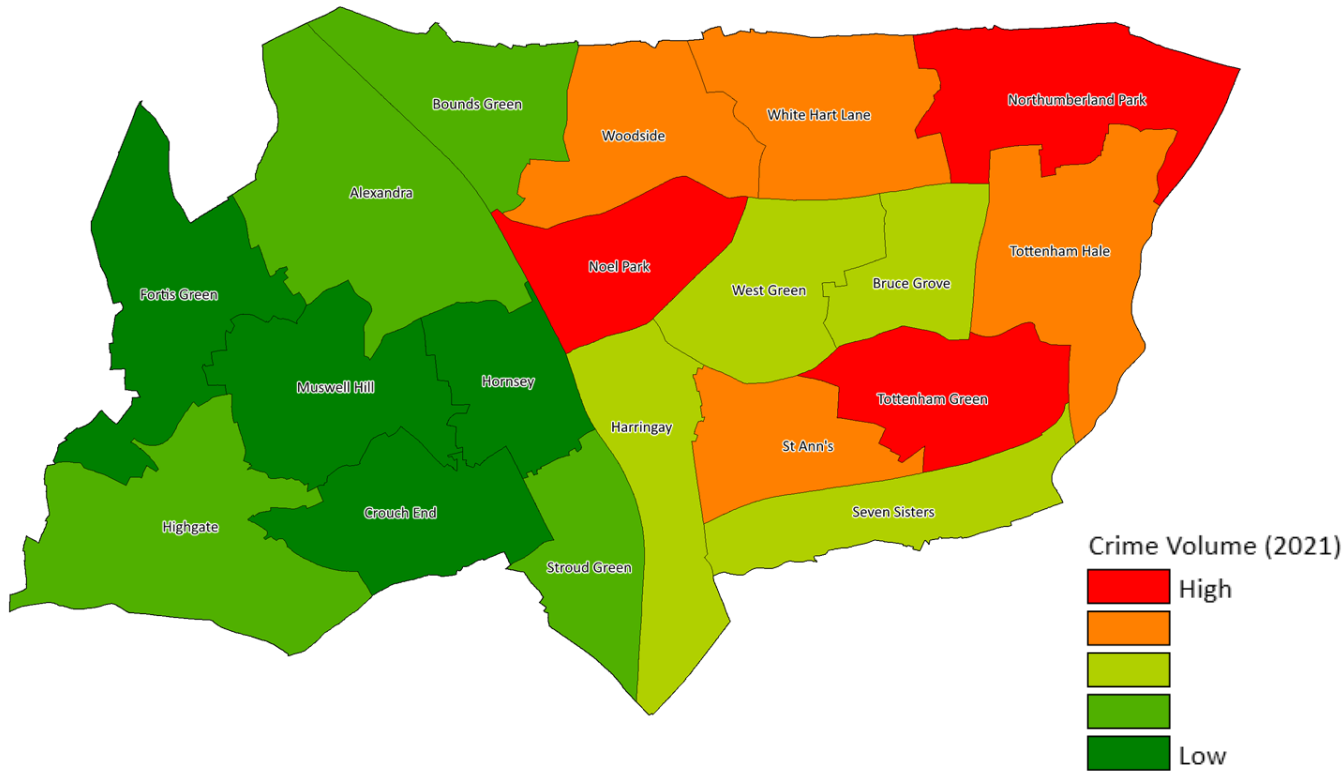 Bounds Green
Northumberland Park
White Hart Lane
Woodside
Alexandra
Tottenham Hale
Noel Park
Bruce Grove
West Green
Fortis Green
Hornsey
Muswell Hill
Tottenham Green
Harringay
St Ann's
Crouch End
Seven Sisters
Highgate
Stroud Green
Crime Volume (2021)
High
Low